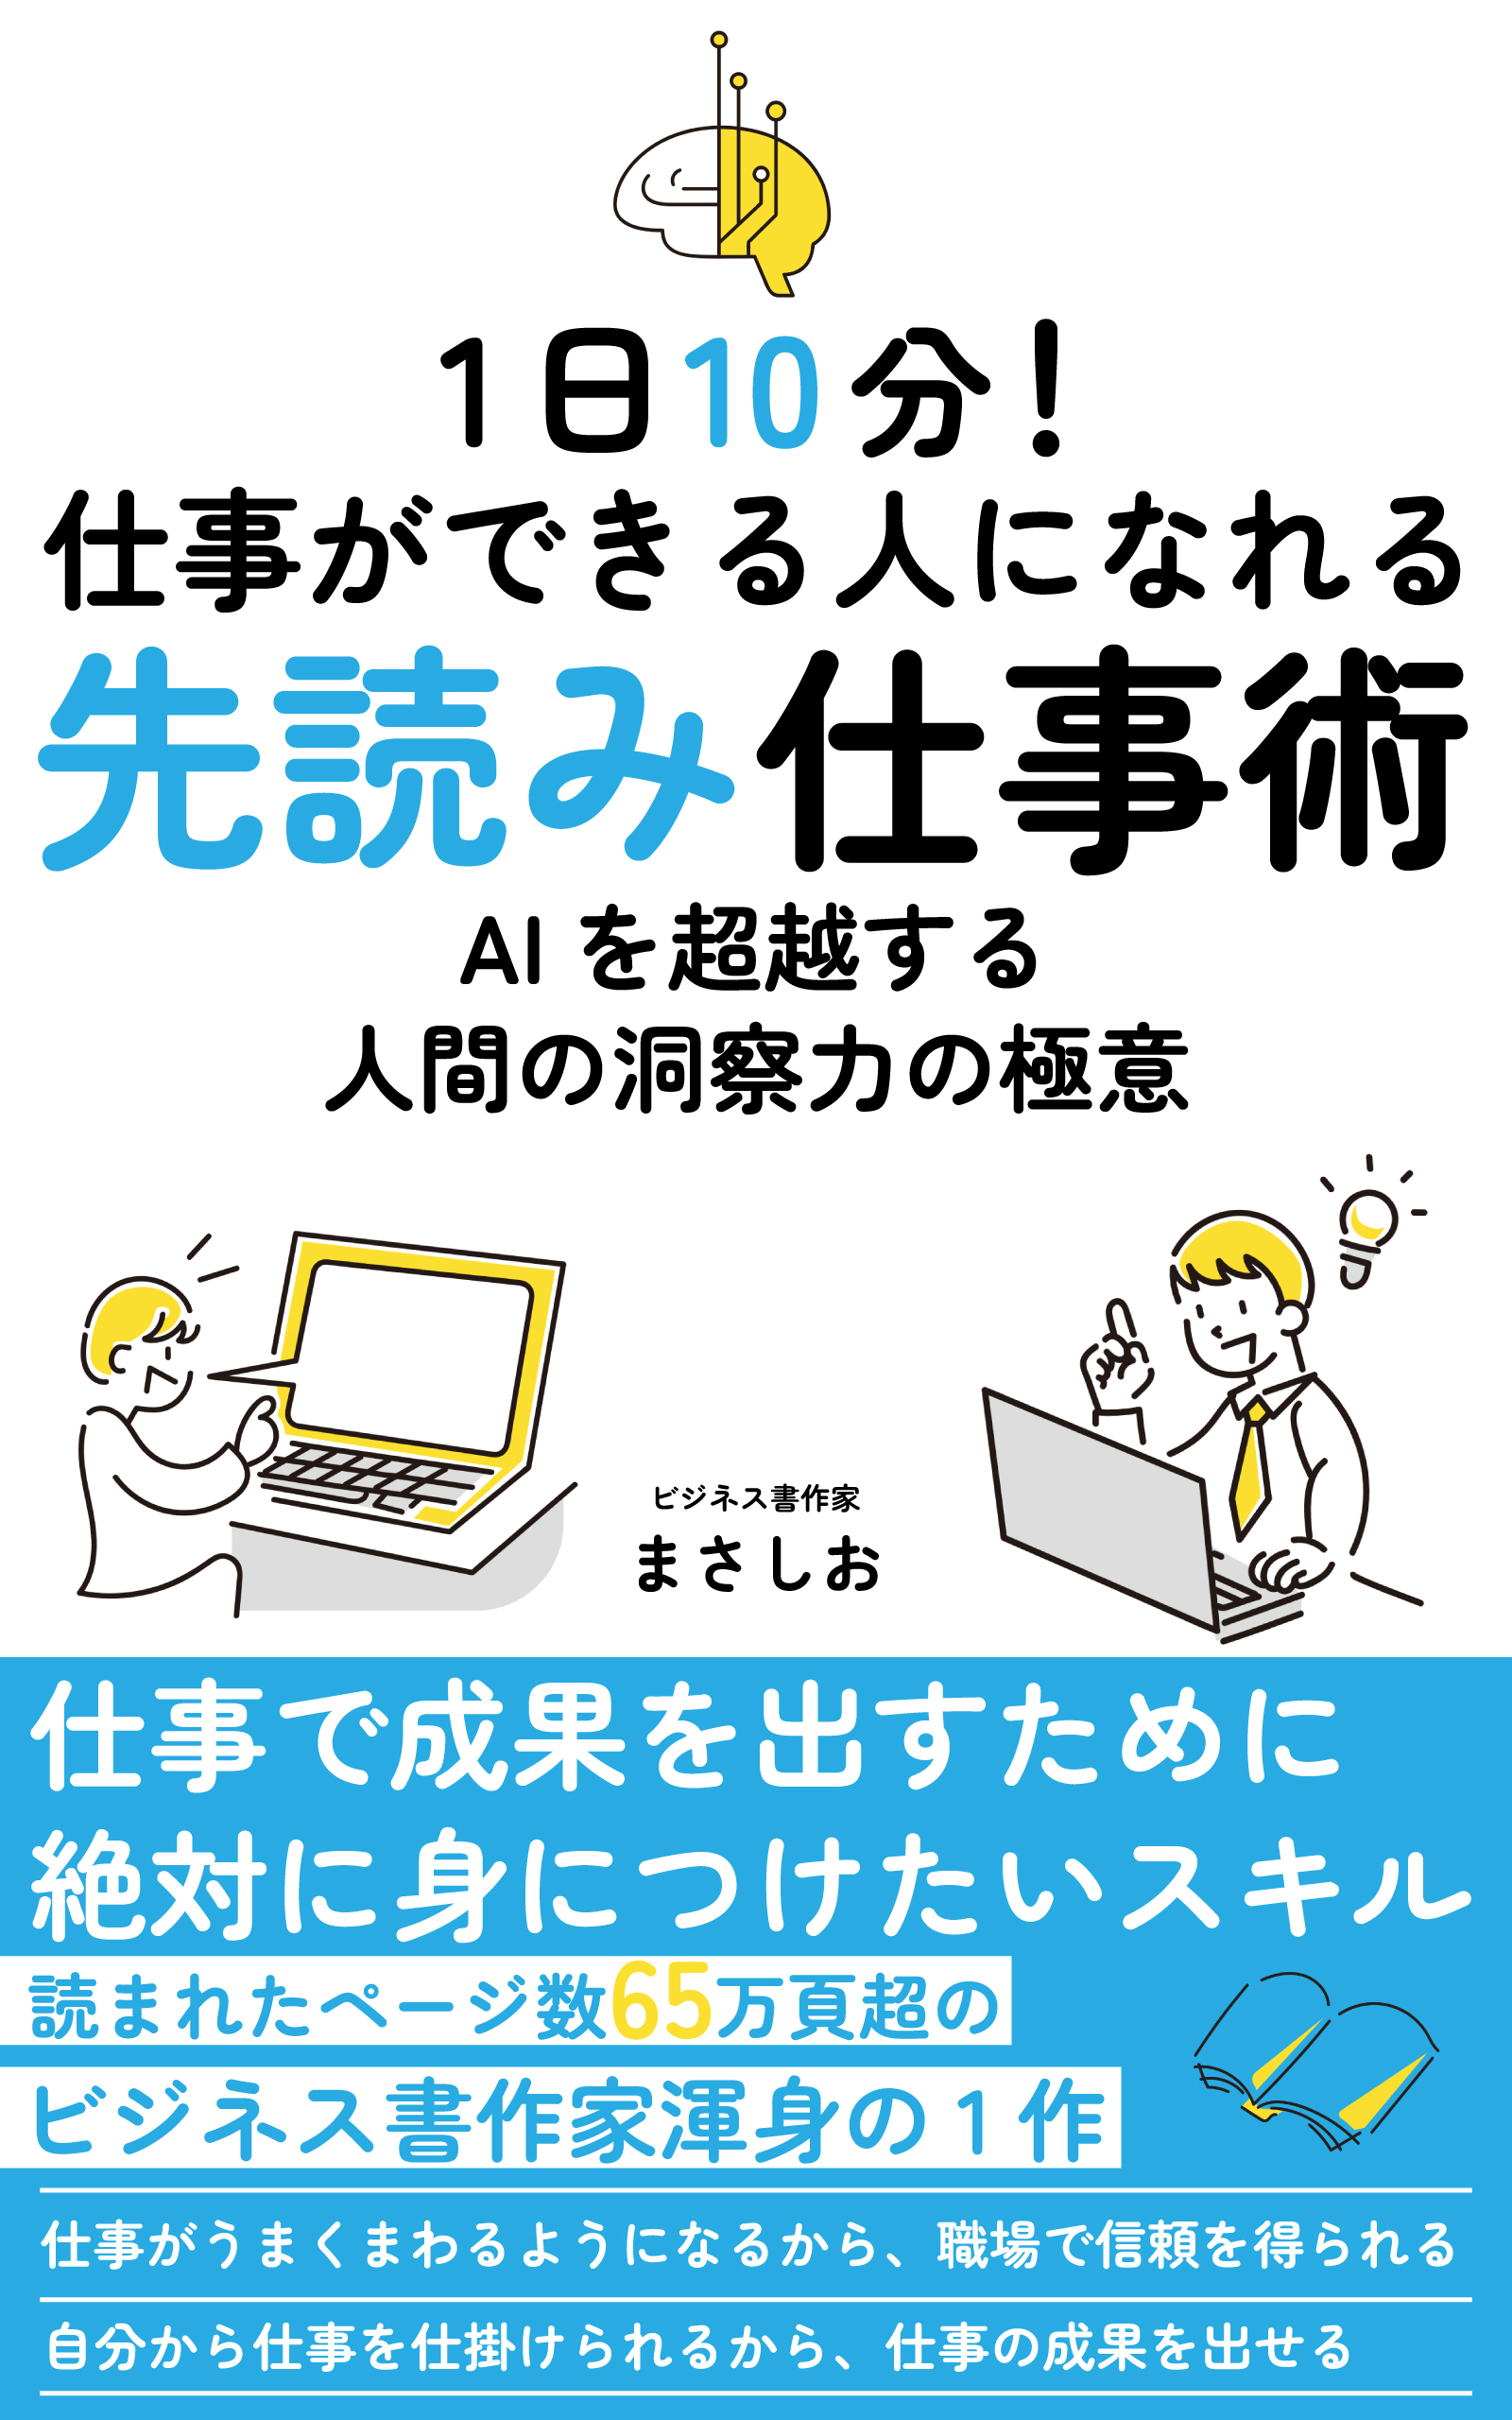 1日10分！
仕事ができる人になれる
先読み仕事術
AIを超越する
人間の洞察力の極意
ビジネス書作家
まさしお
仕事で成果を出すために
絶対に身につけたいスキル
読まれたページ数65万頁超の
ビジネス書作家渾身の1作
仕事がうまくまわるようになるから、職場で信頼を得られる
自分から仕事を仕掛けられるから、仕事の成果を出せる